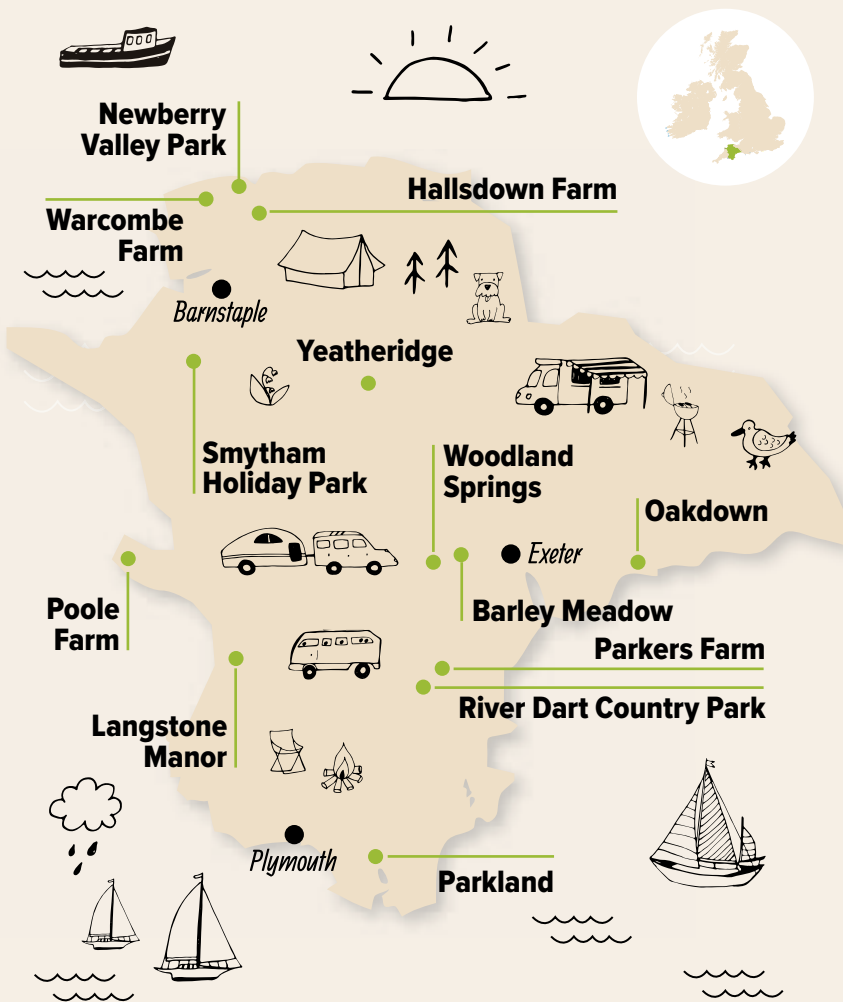 Newberry
Valley Park
Hallsdown Farm
Warcombe
Farm
Barnstaple
Yeatheridge
Smytham
Holiday Park
Woodland
Springs
Oakdown
Exeter
Poole
Farm
Barley Meadow
Parkers Farm
River Dart Country Park
Langstone
Manor
Plymouth
Parkland